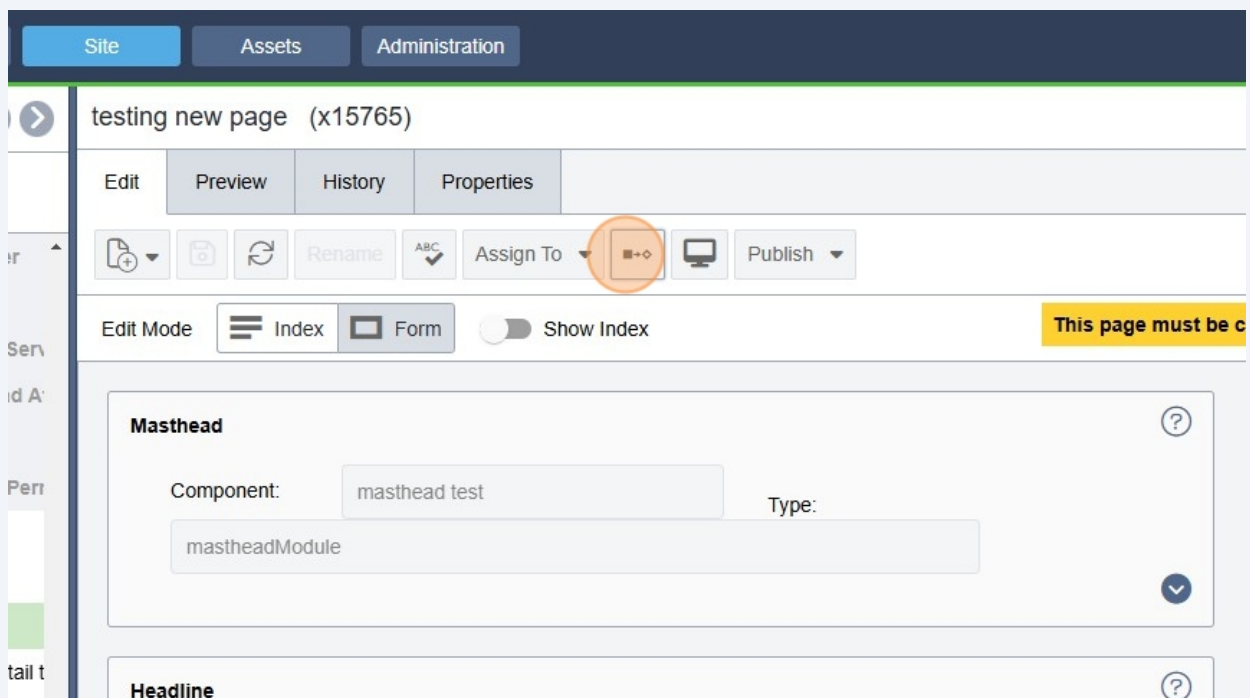 Site Assets Administration
testing new page (x15765)
Edit Preview History Properties
Rename ABC Assign To Publish
Edit Mode Index Form Show Index
This page must be c
Masthead
Component: masthead test
Type:
mastheadModule
tail t
Headline